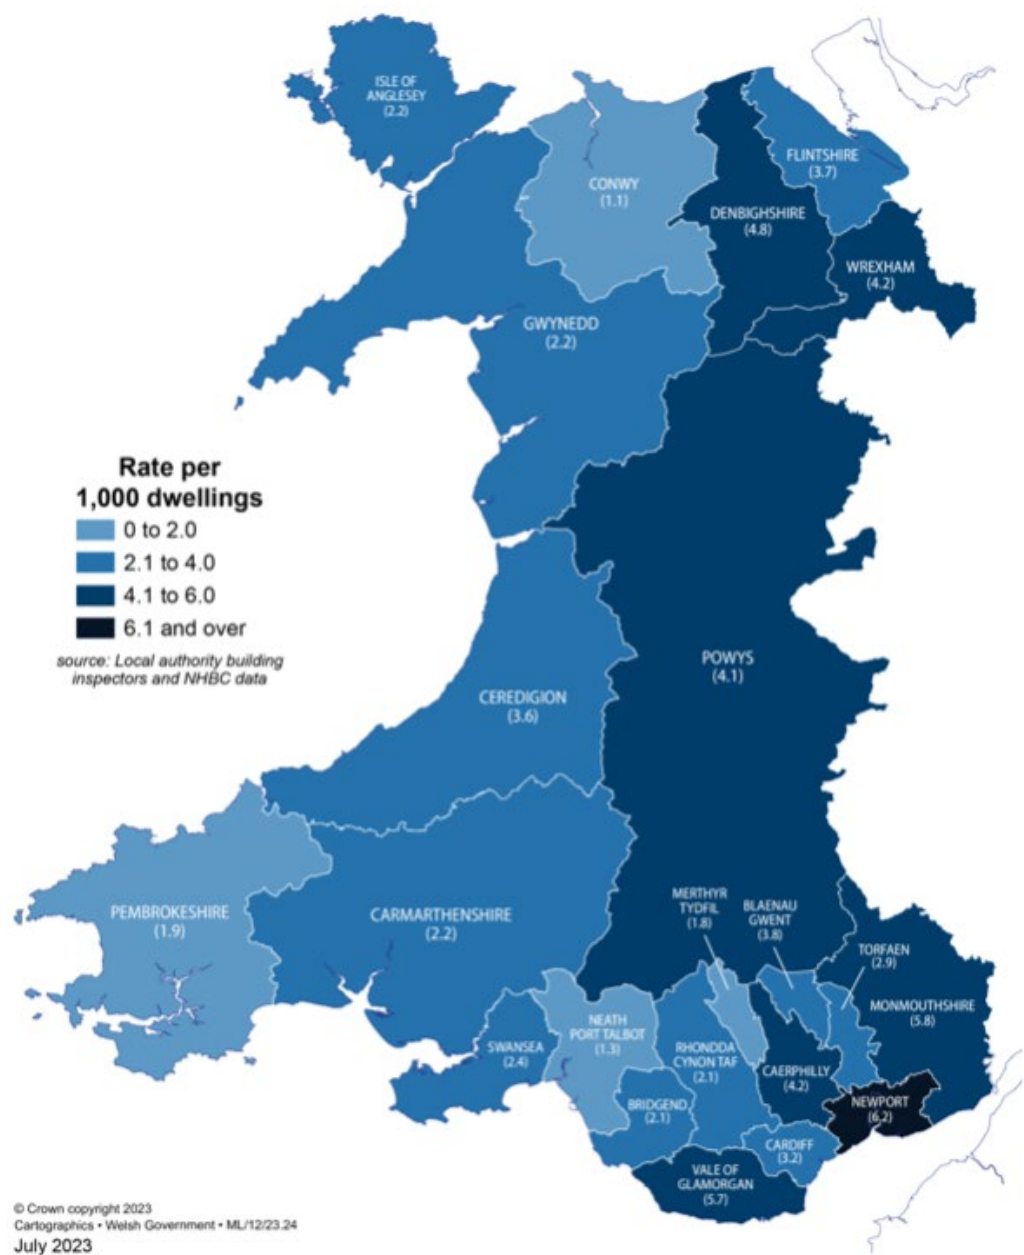 ISLE OF
ANGLESEY
(2.2)
CONWY
(1.1)
FLINTSHIRE
(3.7)
DENBIGHSHIRE
(4.8)
WREXHAM
(4.2)
GWYNEDD
(2.2)
Rate per
1,000 dwellings
0 to 2.0
2.1 to 4.0
4.1 to 6.0
6.1 and over
source: Local authority building
inspectors and NHBC data
POWYS
(4.1)
CEREDIGION
(3.6)
PEMBROKESHIRE
(1.9)
CARMARTHENSHIRE
(2.2)
MERTHYR
TYDFIL
(1.8)
BLAENAU
GWENT
(3.8)
TORFAEN
(2.9)
MONMOUTHSHIRE
(5.8)
SWANSEA
(2.4)
NEATH
PORT TALBOT
(1.3)
RHONDDA
CYNON TAF
(2.1)
CAERPHILLY
(4.2)
BRIDGEND
(2.1)
NEWPORT
(6.2)
CARDIFF
(3.2)
VALE OF
GLAMORGAN
(5.7)
© Crown copyright 2023
Cartographics • Welsh Government • ML/12/23.24
July 2023